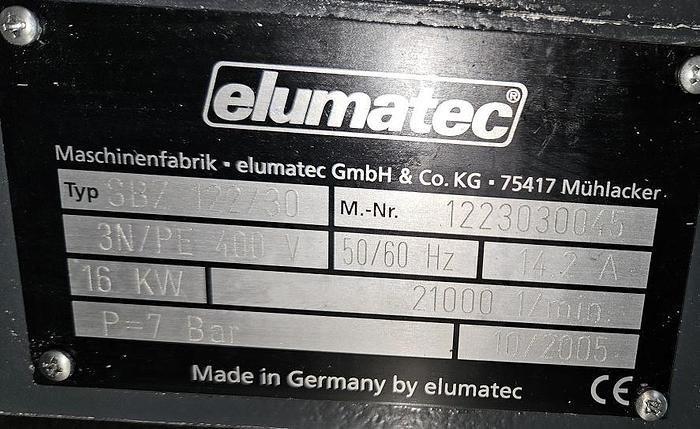 elumatec®
Maschinenfabrik • elumatec GmbH & Co. KG • 75417 Mühlacker
Typ SBZ 122/30 M.-Nr. 1223030045
3N/PE 400 V 50/60 Hz 14.2 A
16 KW 21000 1/min.
P=7 Bar 10/2005
Made in Germany by elumatec CE